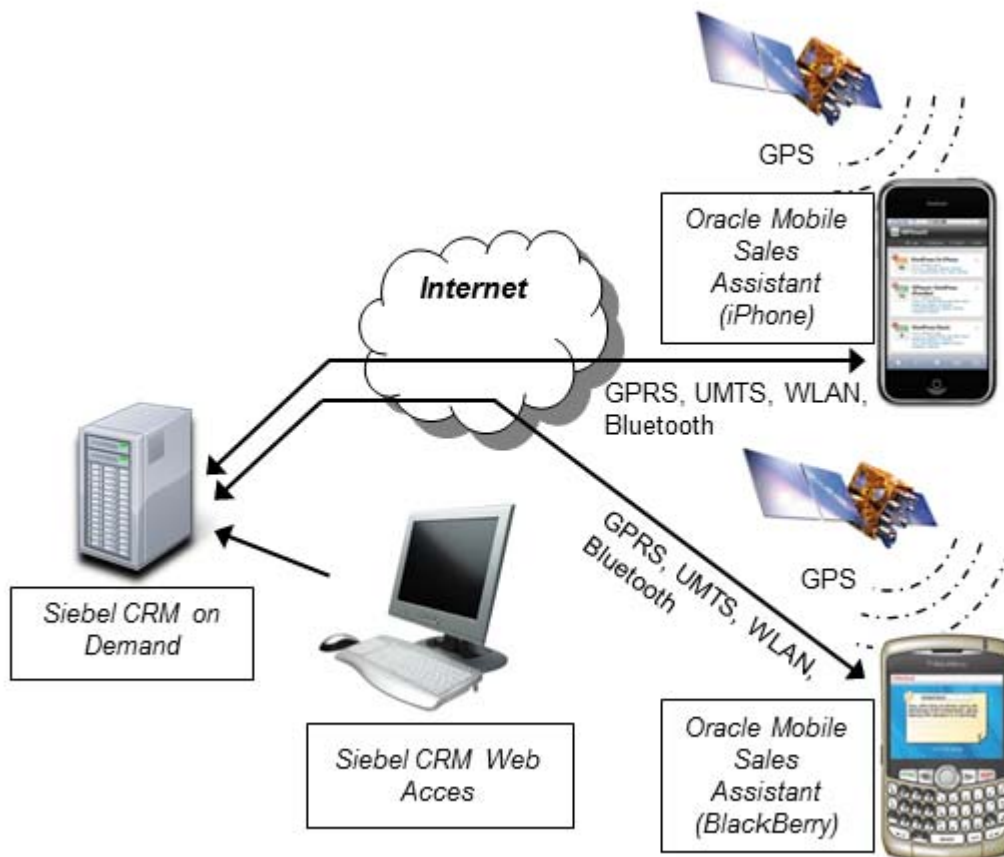 GPS
Oracle Mobile
Sales
Assistant
(iPhone)
Internet
GPRS, UMTS, WLAN,
Bluetooth
GPRS, UMTS, WLAN,
Bluetooth
GPS
Siebel CRM on
Demand
Siebel CRM Web
Acces
Oracle Mobile
Sales
Assistant
(BlackBerry)